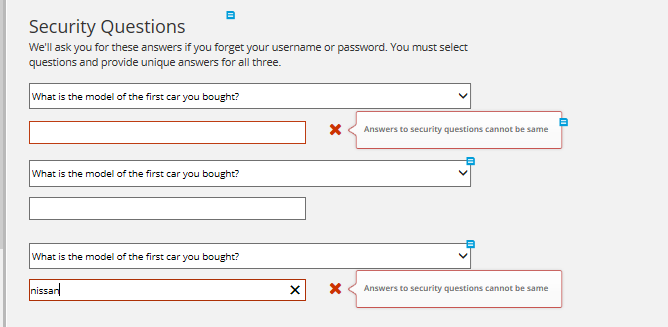 Security Questions
We'll ask you for these answers if you forget your username or password. You must select
questions and provide unique answers for all three.
What is the model of the first car you bought?
Answers to security questions cannot be same
What is the model of the first car you bought?
What is the model of the first car you bought?
nissan
Answers to security questions cannot be same